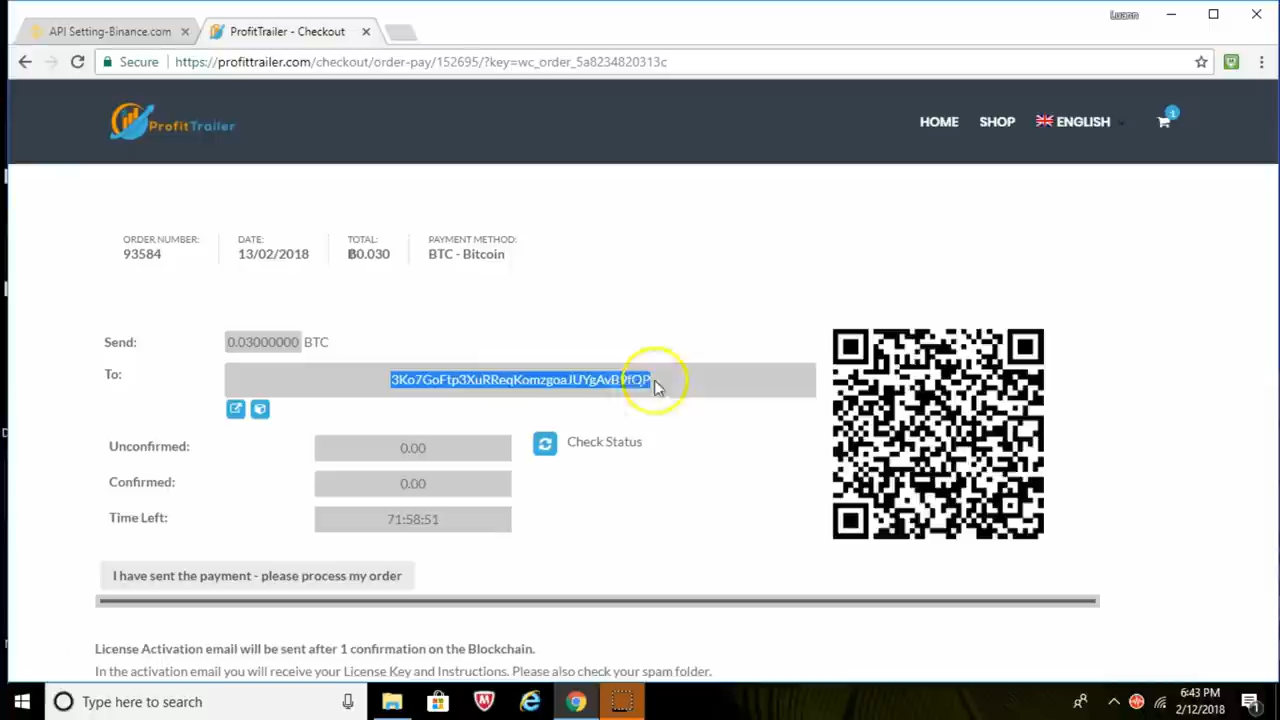 Luann
API Setting-Binance.com
ProfitTrailer - Checkout
Secure
https://profittrailer.com/checkout/order-pay/152695/?key=wc_order_5a8234820313c
ProfitTrailer
HOME
SHOP
ENGLISH
1
ORDER NUMBER:
93584
DATE:
13/02/2018
TOTAL:
฿0.030
PAYMENT METHOD:
BTC - Bitcoin
Send:
0.03000000 BTC
To:
3Ko7GoFtp3XuRReqKomzgoaJUYgAvB9fQP
Unconfirmed:
0.00
Check Status
Confirmed:
0.00
Time Left:
71:58:51
I have sent the payment - please process my order
License Activation email will be sent after 1 confirmation on the Blockchain.
In the activation email you will receive your License Key and Instructions. Please also check your spam folder.
Type here to search
6:43 PM
2/12/2018